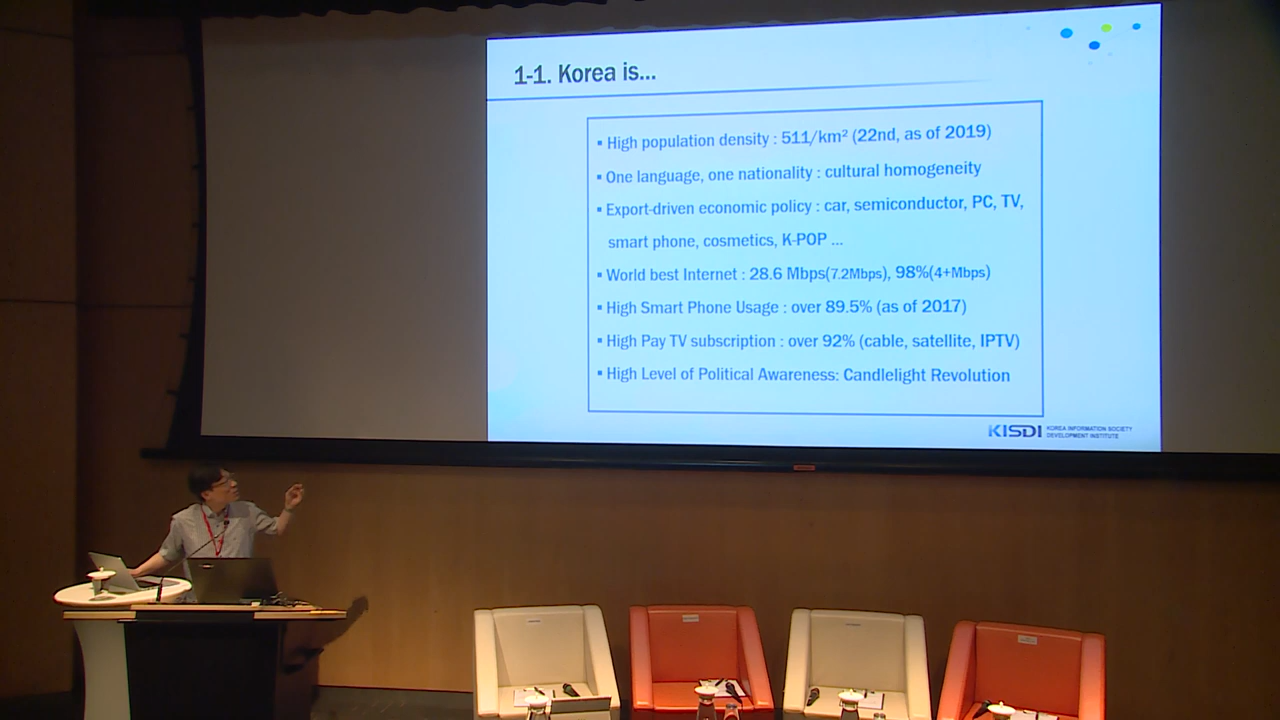 1-1. Korea is...
▪ High population density : 511/km² (22nd, as of 2019)
▪ One language, one nationality : cultural homogeneity
▪ Export-driven economic policy : car, semiconductor, PC, TV,
smart phone, cosmetics, K-POP ...
▪ World best Internet : 28.6 Mbps(7.2Mbps), 98%(4+Mbps)
▪ High Smart Phone Usage : over 89.5% (as of 2017)
▪ High Pay TV subscription : over 92% (cable, satellite, IPTV)
▪ High Level of Political Awareness: Candlelight Revolution
KISDI KOREA INFORMATION SOCIETY
DEVELOPMENT INSTITUTE